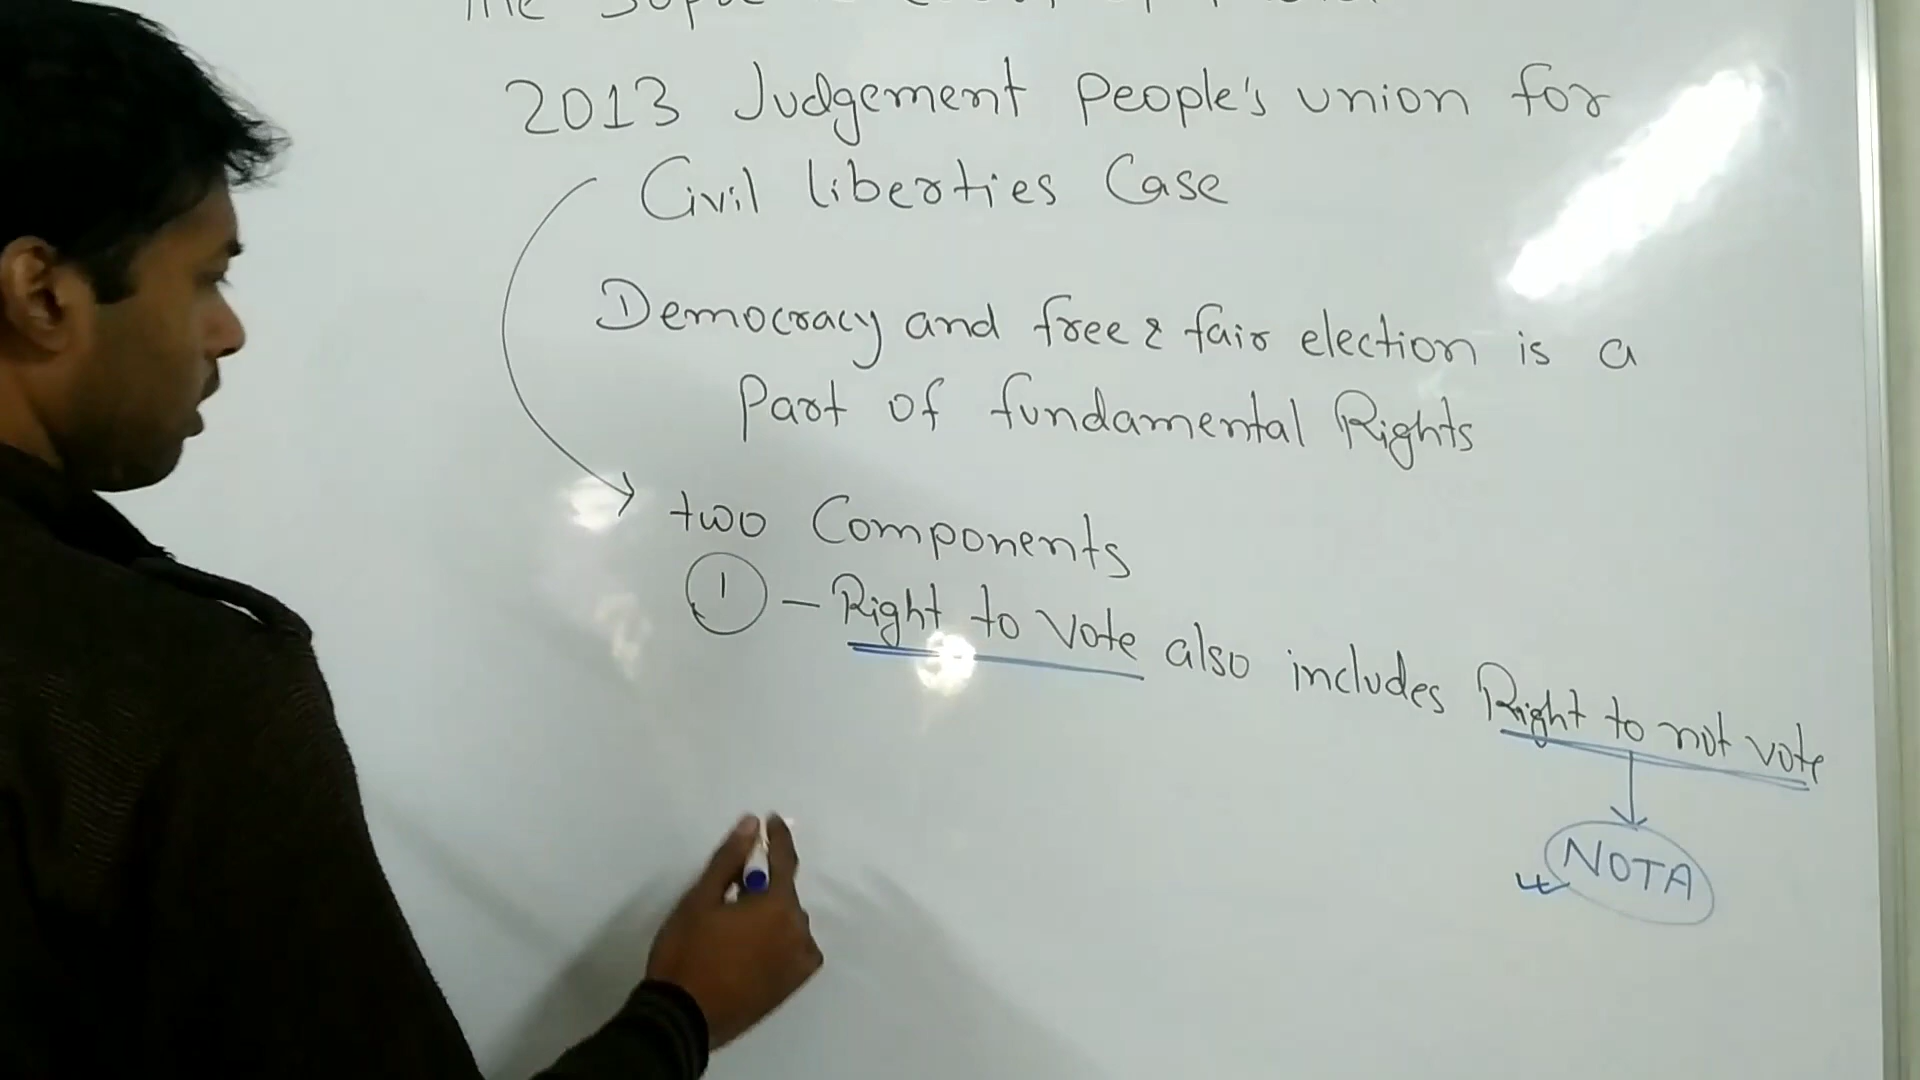 The
2013 Judgement People's union for
Civil liberties Case
Democracy and free & fair election is a
Part of fundamental Rights
two Components
1 - Right to vote also includes Right to not vote
NOTA